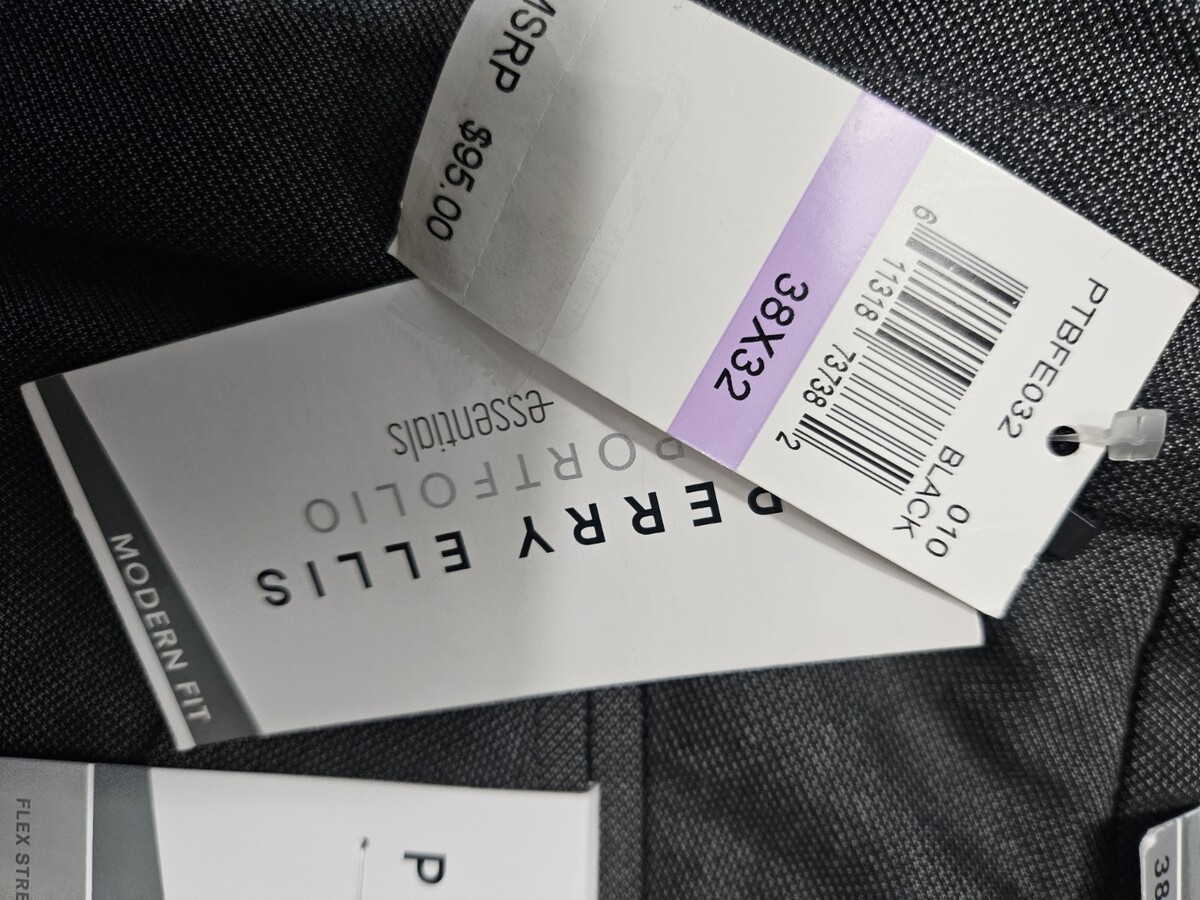 PTBFE032
010
BLACK
6 11318 73738 2
38X32
MSRP $95.00
PERRY ELLIS
PORTFOLIO
essentials
MODERN FIT
FLEX STRE
P
38